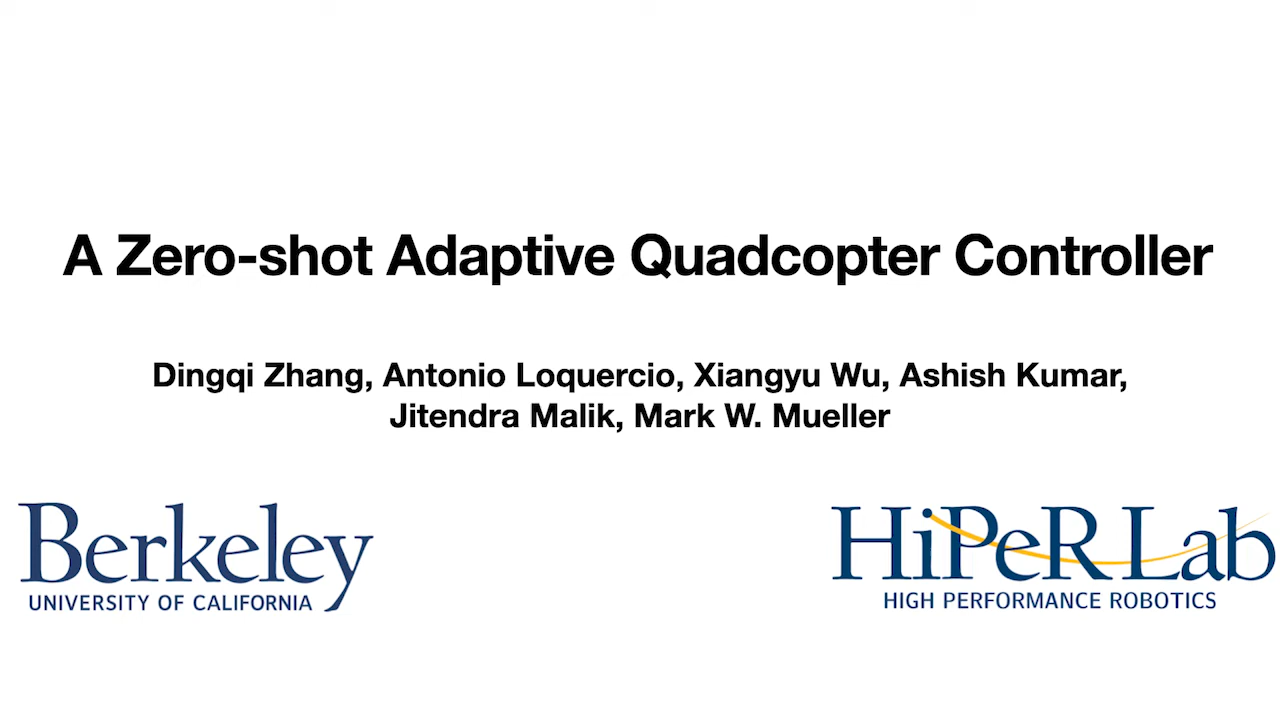 A Zero-shot Adaptive Quadcopter Controller
Dingqi Zhang, Antonio Loquercio, Xiangyu Wu, Ashish Kumar,
Jitendra Malik, Mark W. Mueller
Berkeley
UNIVERSITY OF CALIFORNIA
HiPeR Lab
HIGH PERFORMANCE ROBOTICS